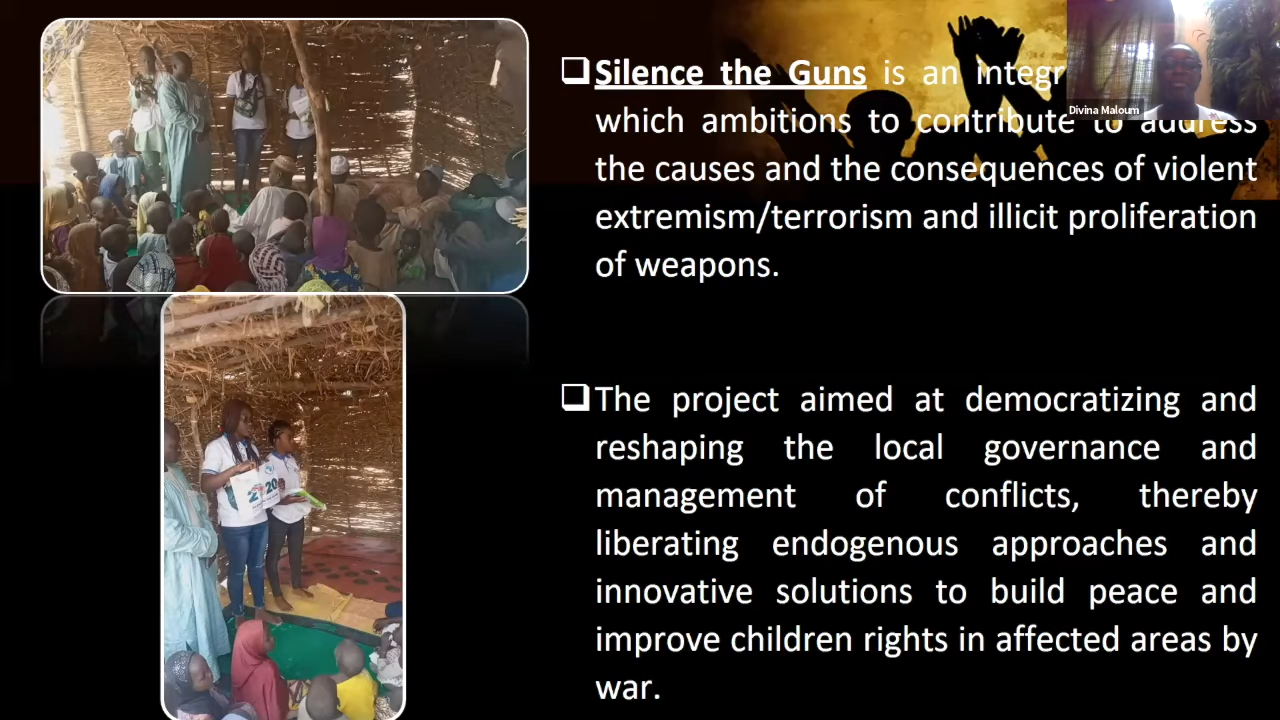 Silence the Guns is an integr
which ambitions to contribute to address
the causes and the consequences of violent
extremism/terrorism and illicit proliferation
of weapons.
The project aimed at democratizing and
reshaping the local governance and
management of conflicts, thereby
liberating endogenous approaches and
innovative solutions to build peace and
improve children rights in affected areas by
war.
Divina Maloum